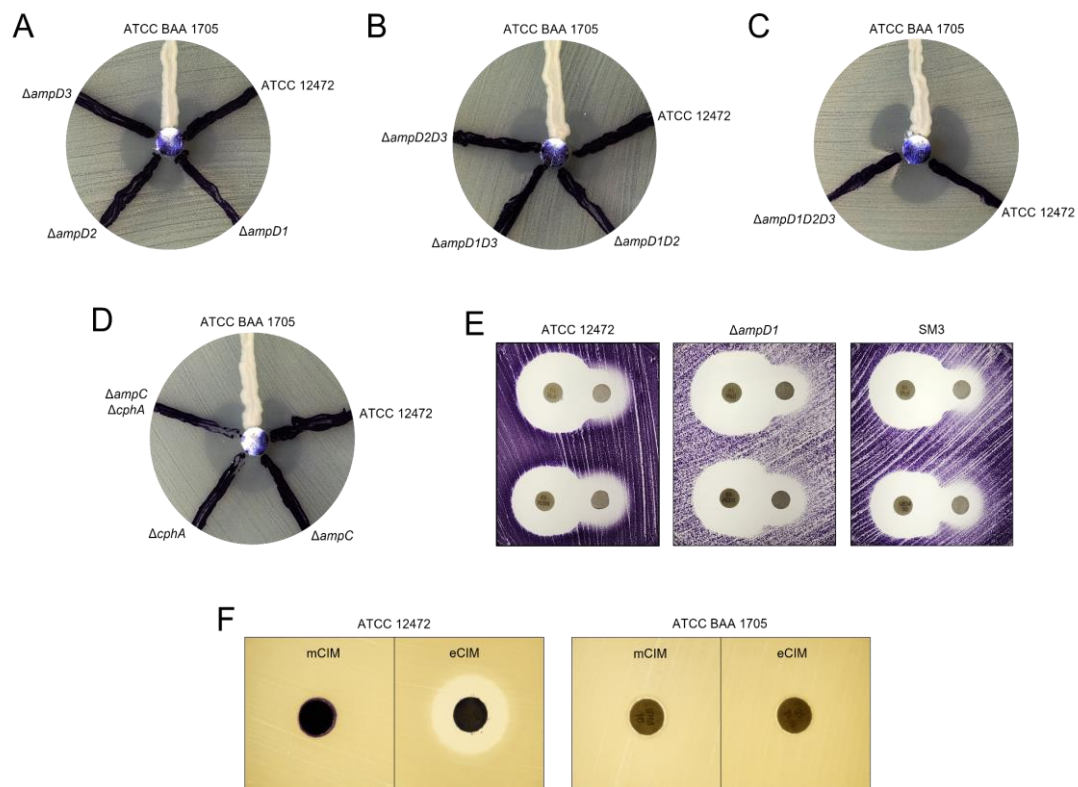 A
ATCC BAA 1705
ATCC 12472
ΔampD3
ΔampD2
ΔampD1
B
ATCC BAA 1705
ATCC 12472
ΔampD2D3
ΔampD1D3
ΔampD1D2
C
ATCC BAA 1705
ΔampD1D2D3
ATCC 12472
D
ATCC BAA 1705
ΔampC
ΔcphA
ATCC 12472
ΔcphA
ΔampC
E
ATCC 12472
ΔampD1
SM3
F
ATCC 12472
ATCC BAA 1705
mCIM
eCIM
mCIM
eCIM